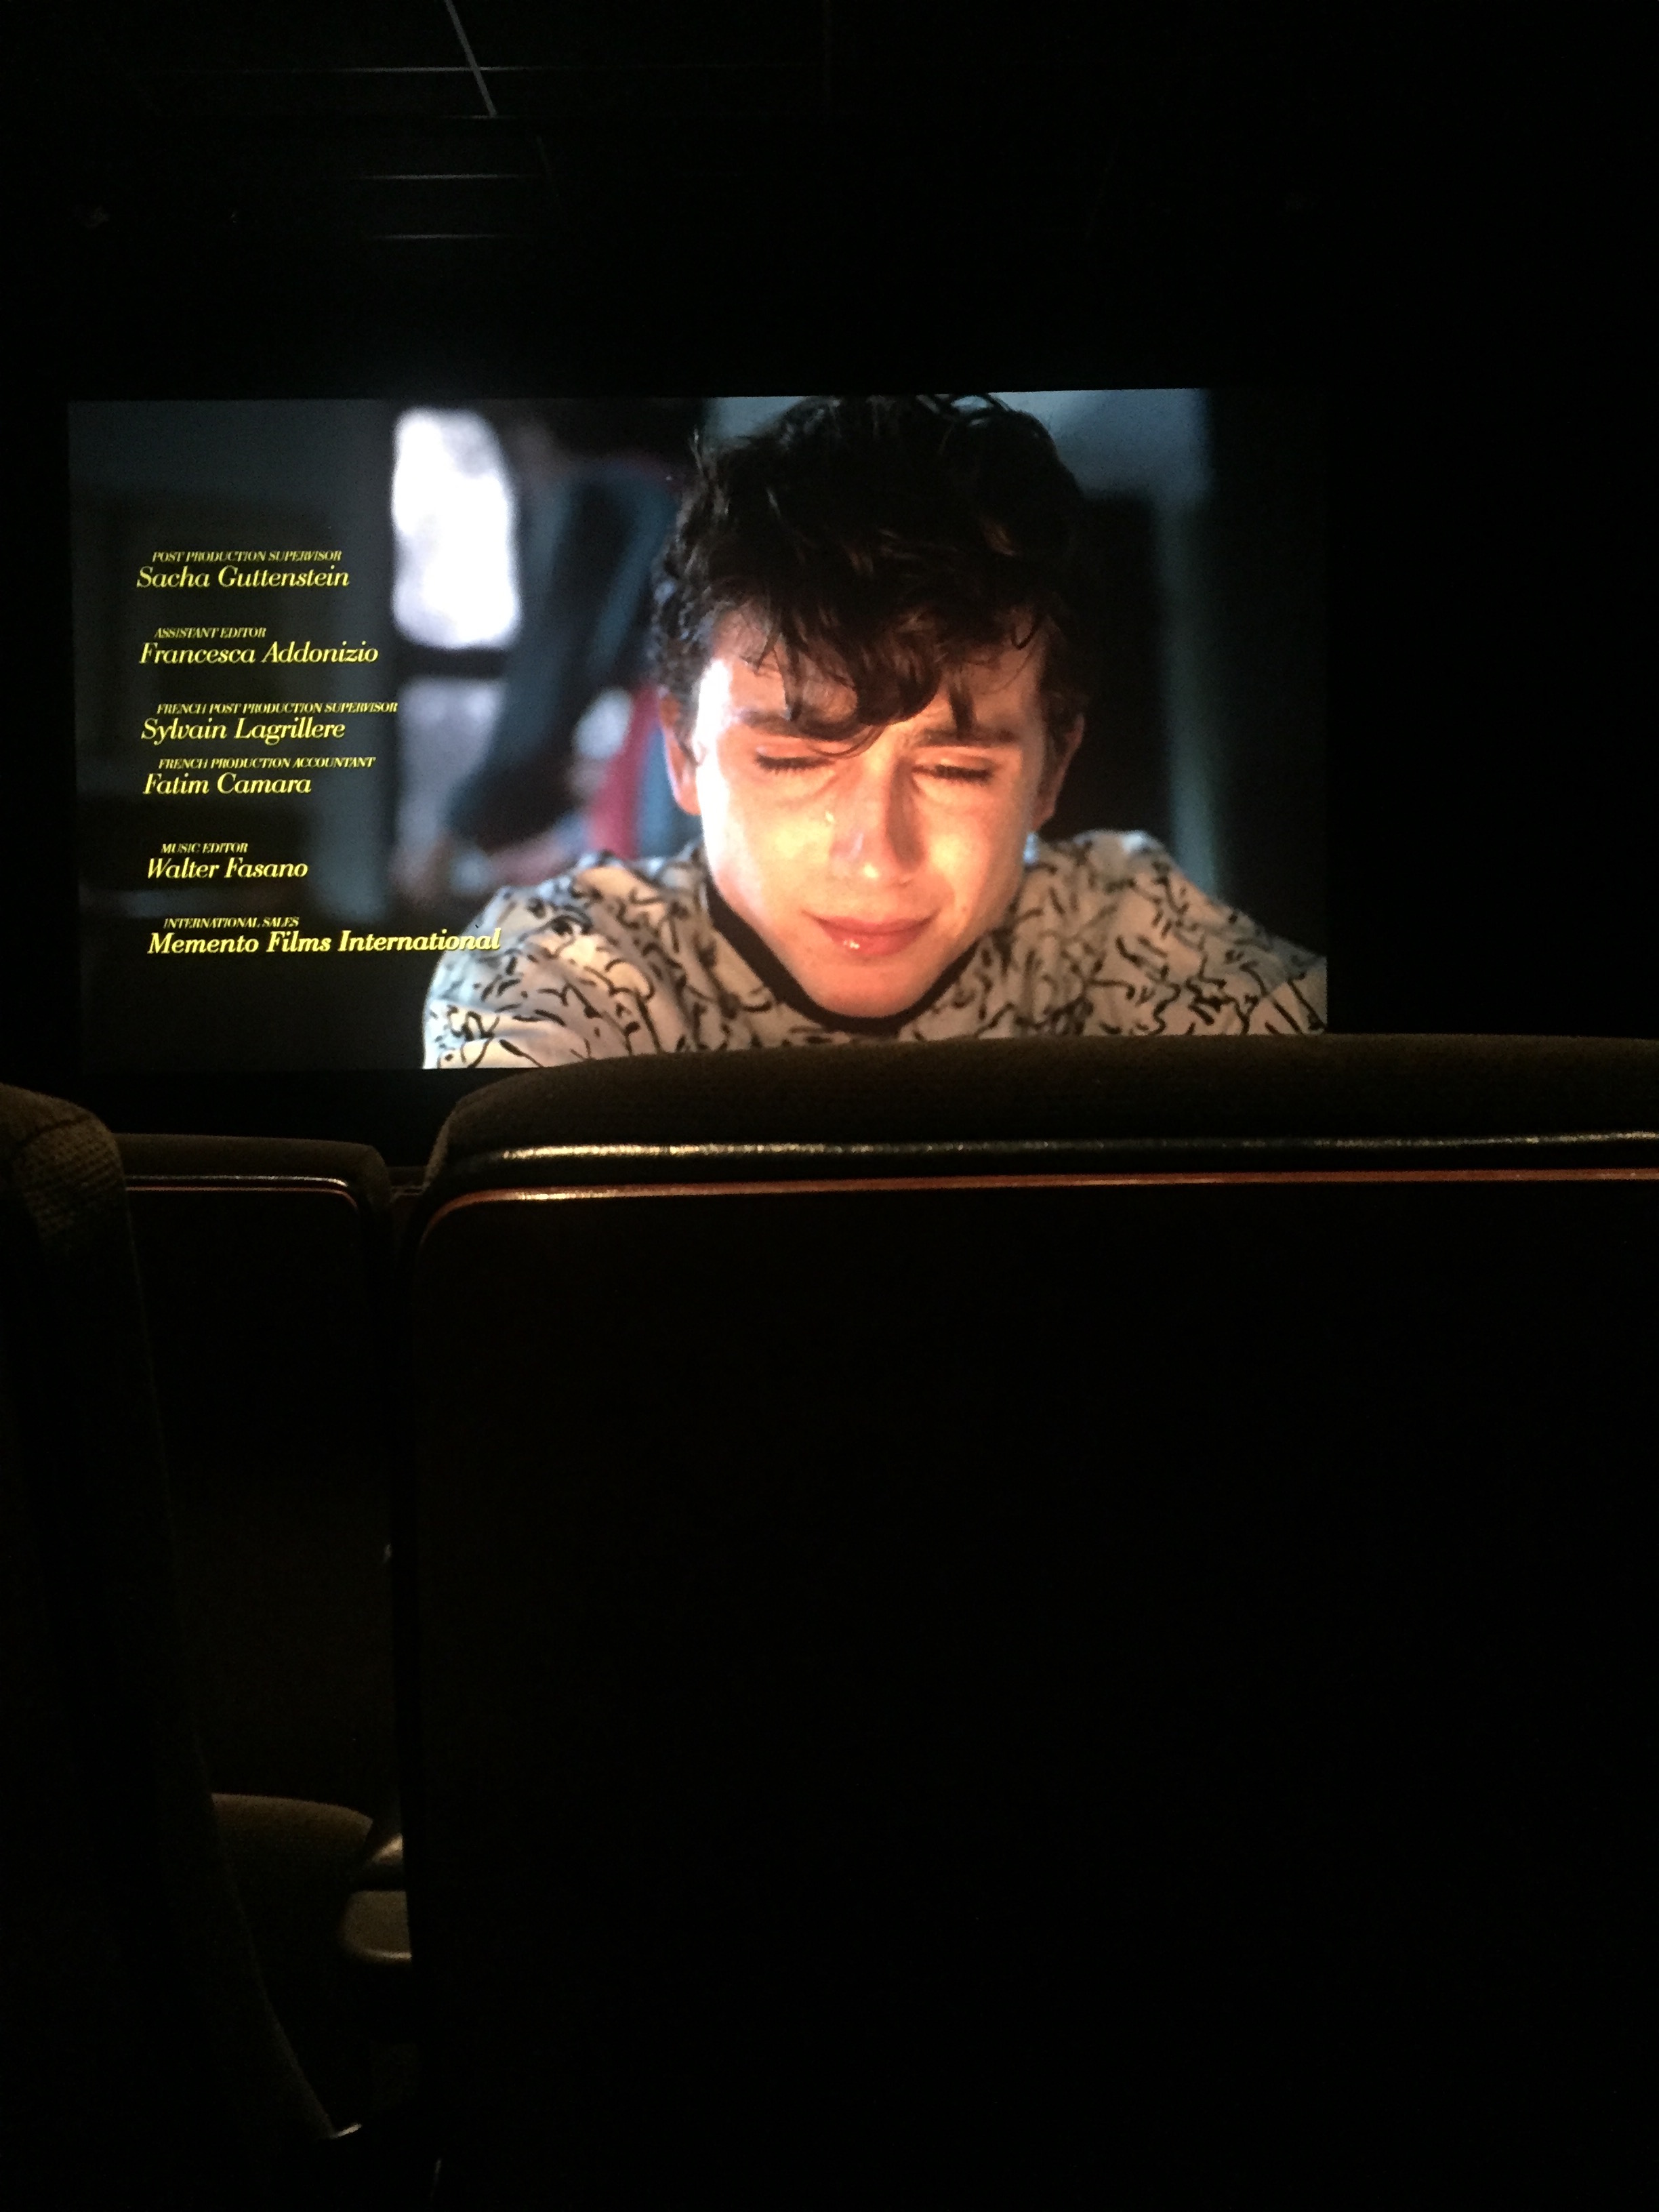 POST PRODUCTION SUPERVISOR
Sacha Guttenstein
ASSISTANT EDITOR
Francesca Addonizio
FRENCH POST PRODUCTION SUPERVISOR
Sylvain Lagrillere
FRENCH PRODUCTION ACCOUNTANT
Fatim Camara
MUSIC EDITOR
Walter Fasano
INTERNATIONAL SALES
Memento Films International